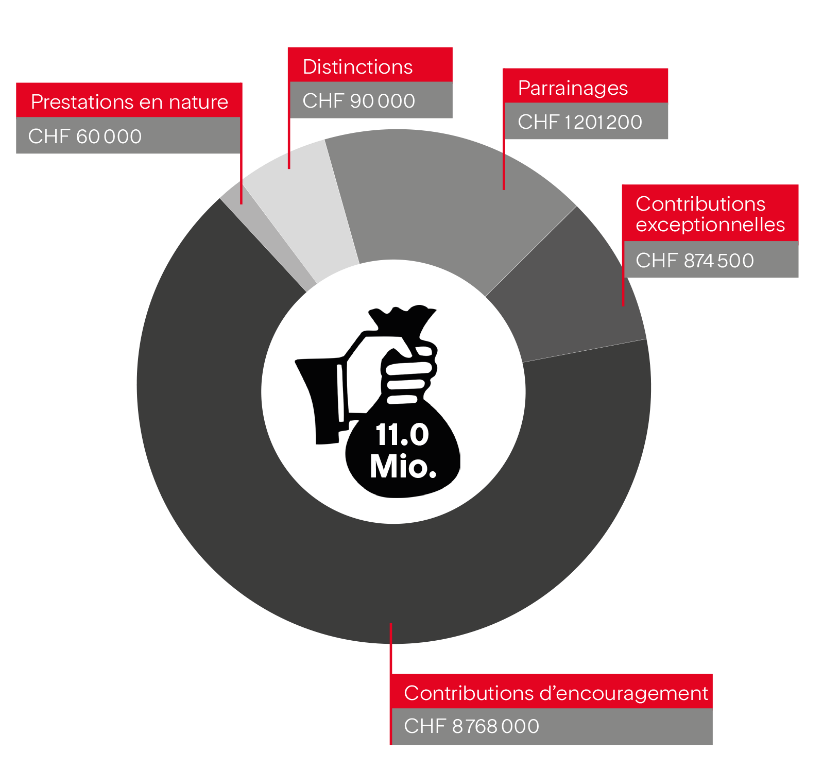 Distinctions
CHF 90 000
Parrainages
CHF 1 201 200
Prestations en nature
CHF 60 000
Contributions
exceptionnelles
CHF 874 500
11.0
Mio.
Contributions d’encouragement
CHF 8 768 000